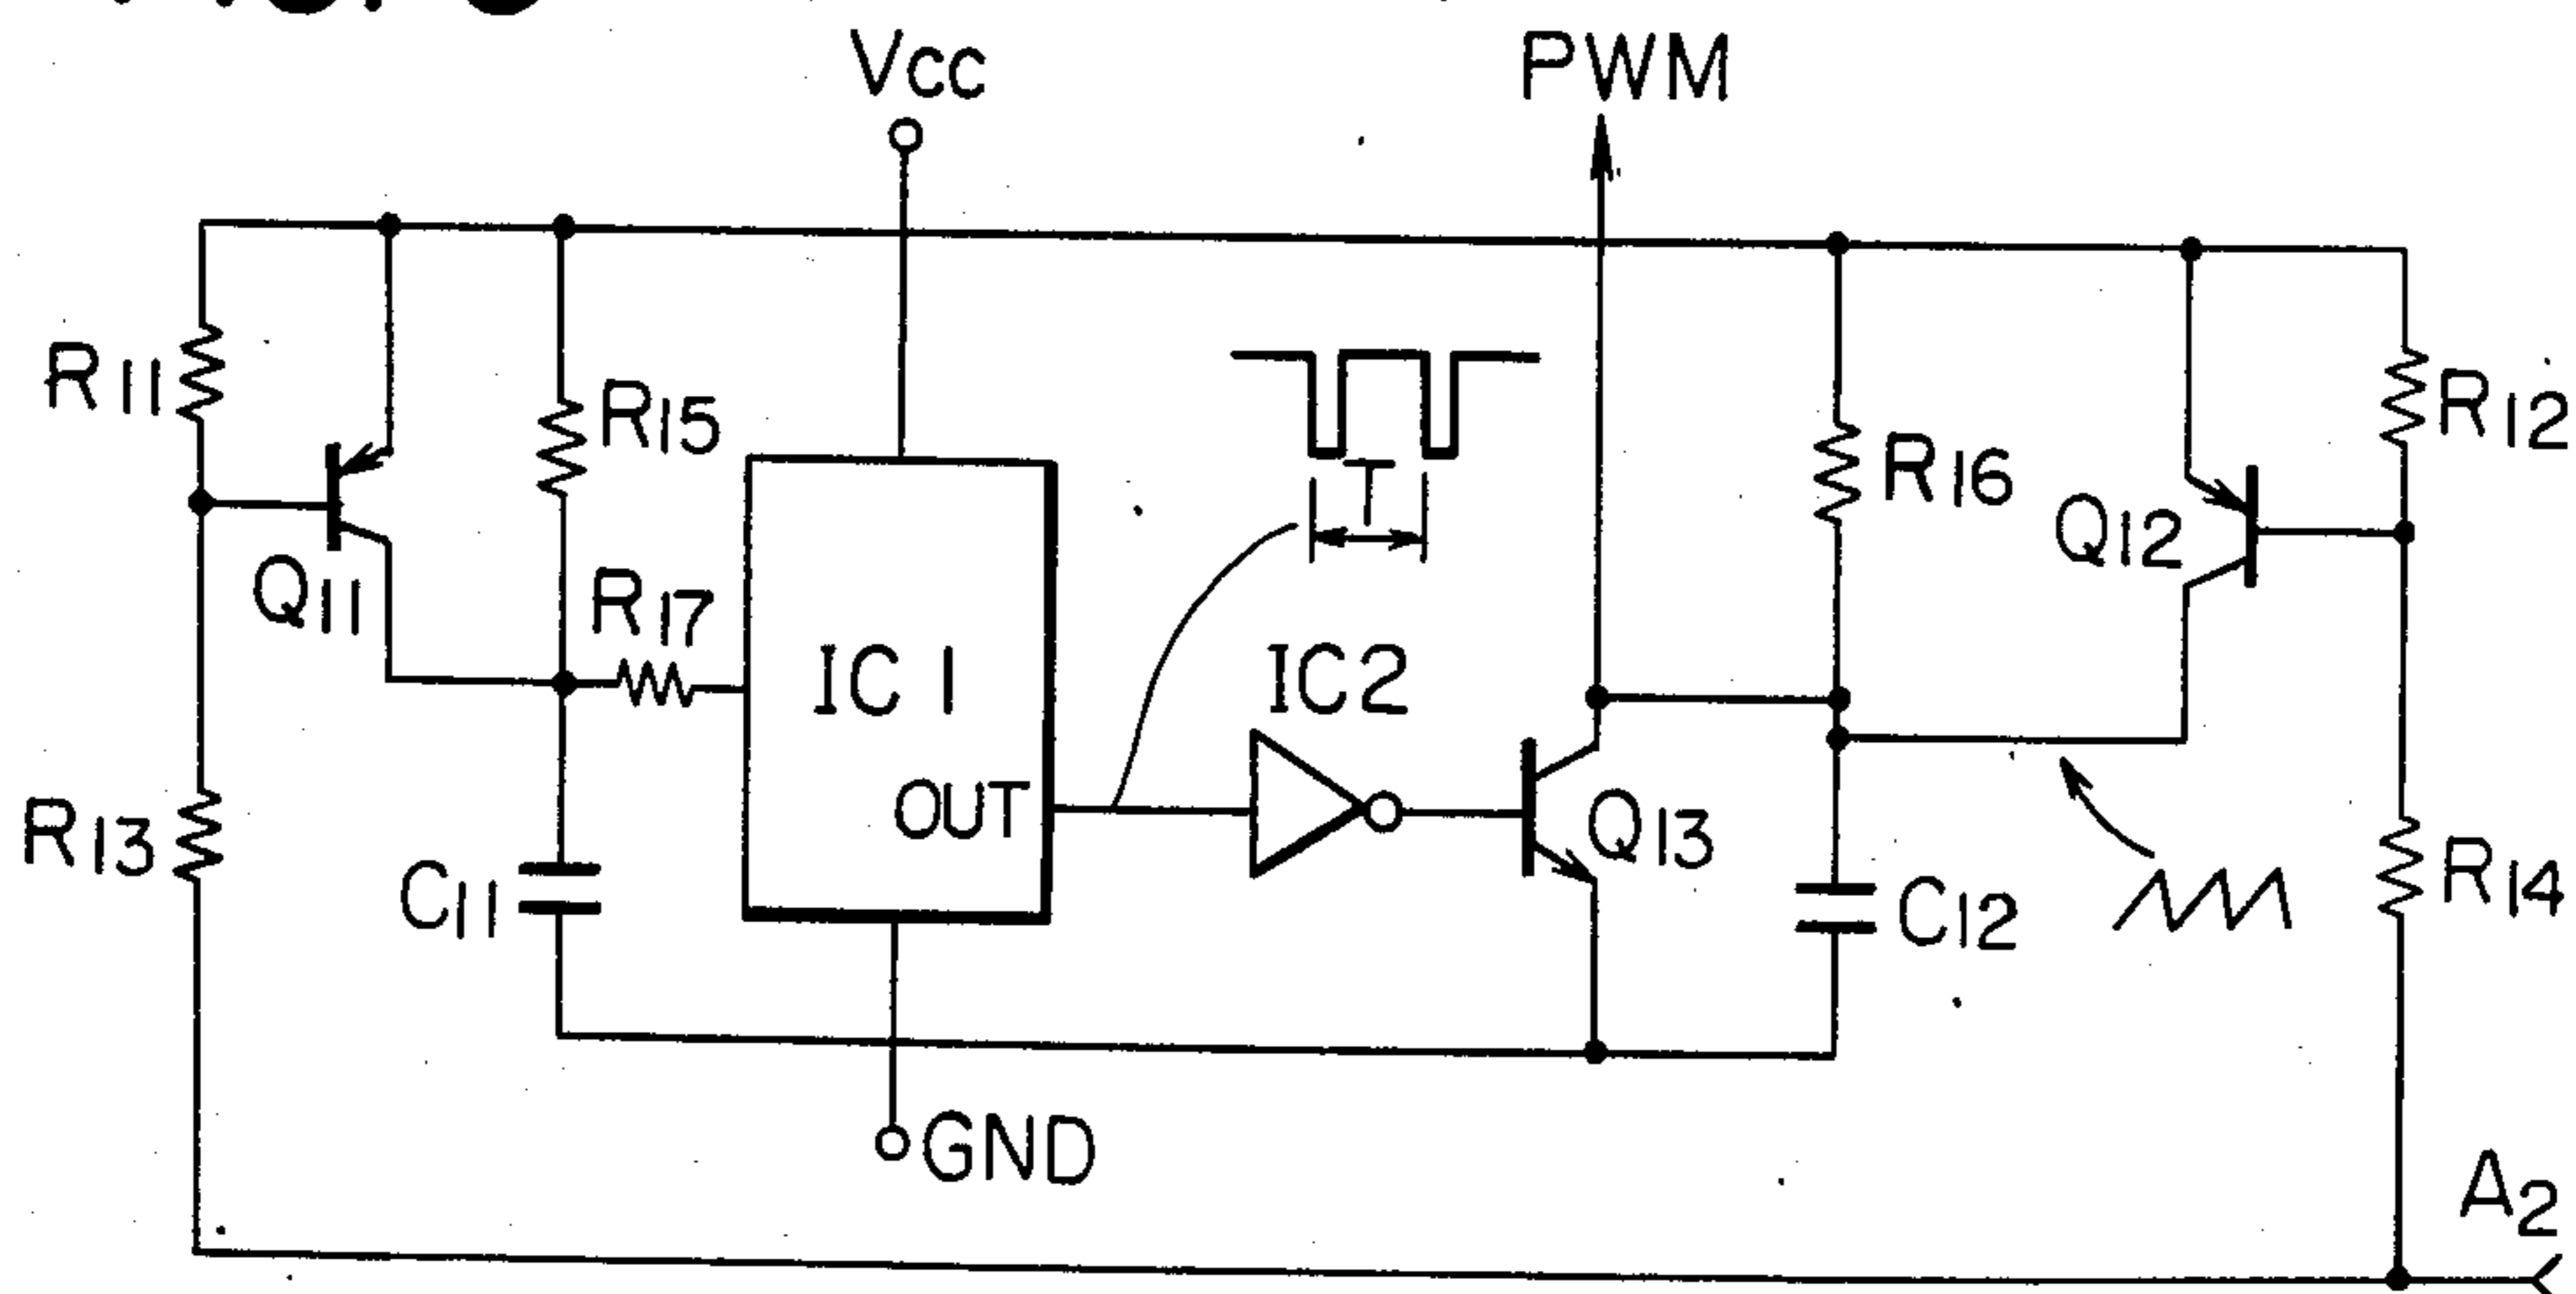 Vcc
PWM
R11
R15
R12
R16
T
Q12
Q11
R17
IC1
IC2
OUT
R13
Q13
C11
C12
R14
GND
A2